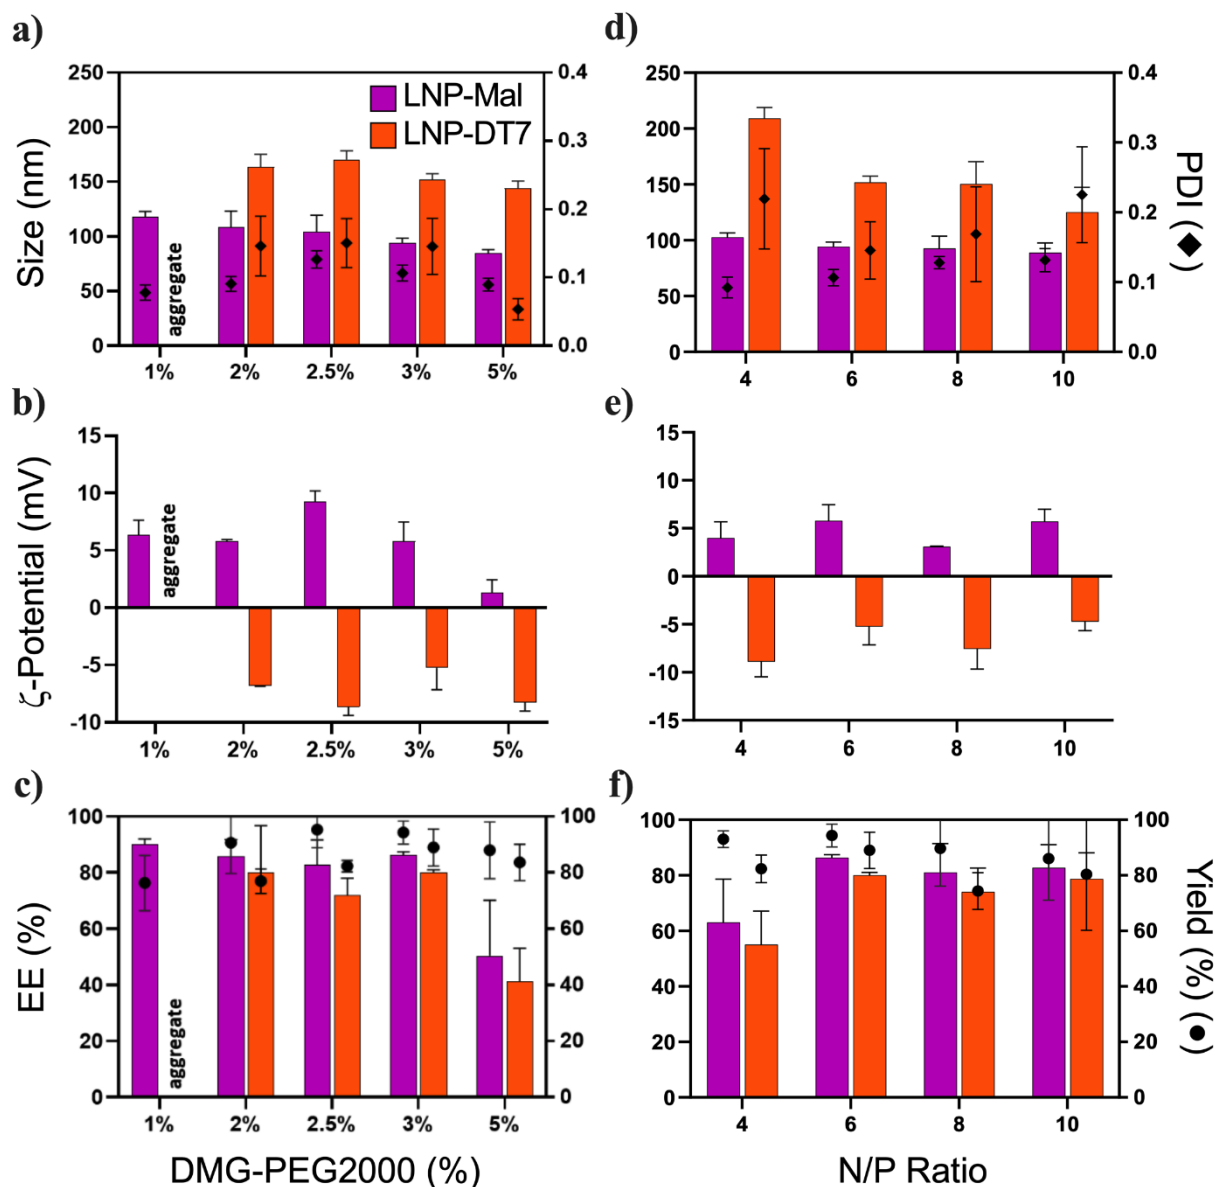 a)
Size (nm)
250
200
150
100
50
0
LNP-Mal
LNP-DT7
aggregate
0.4
0.3
0.2
0.1
0.0
1% 2% 2.5% 3% 5%
d)
250
200
150
100
50
0
0.4
0.3
0.2
0.1
0.0
PDI (◆)
4 6 8 10
b)
ζ-Potential (mV)
15
10
5
0
-5
-10
aggregate
1% 2% 2.5% 3% 5%
e)
15
10
5
0
-5
-10
-15
4 6 8 10
c)
EE (%)
100
80
60
40
20
0
aggregate
100
80
60
40
20
0
1% 2% 2.5% 3% 5%
DMG-PEG2000 (%)
f)
100
80
60
40
20
0
100
80
60
40
20
0
Yield (%) (●)
4 6 8 10
N/P Ratio